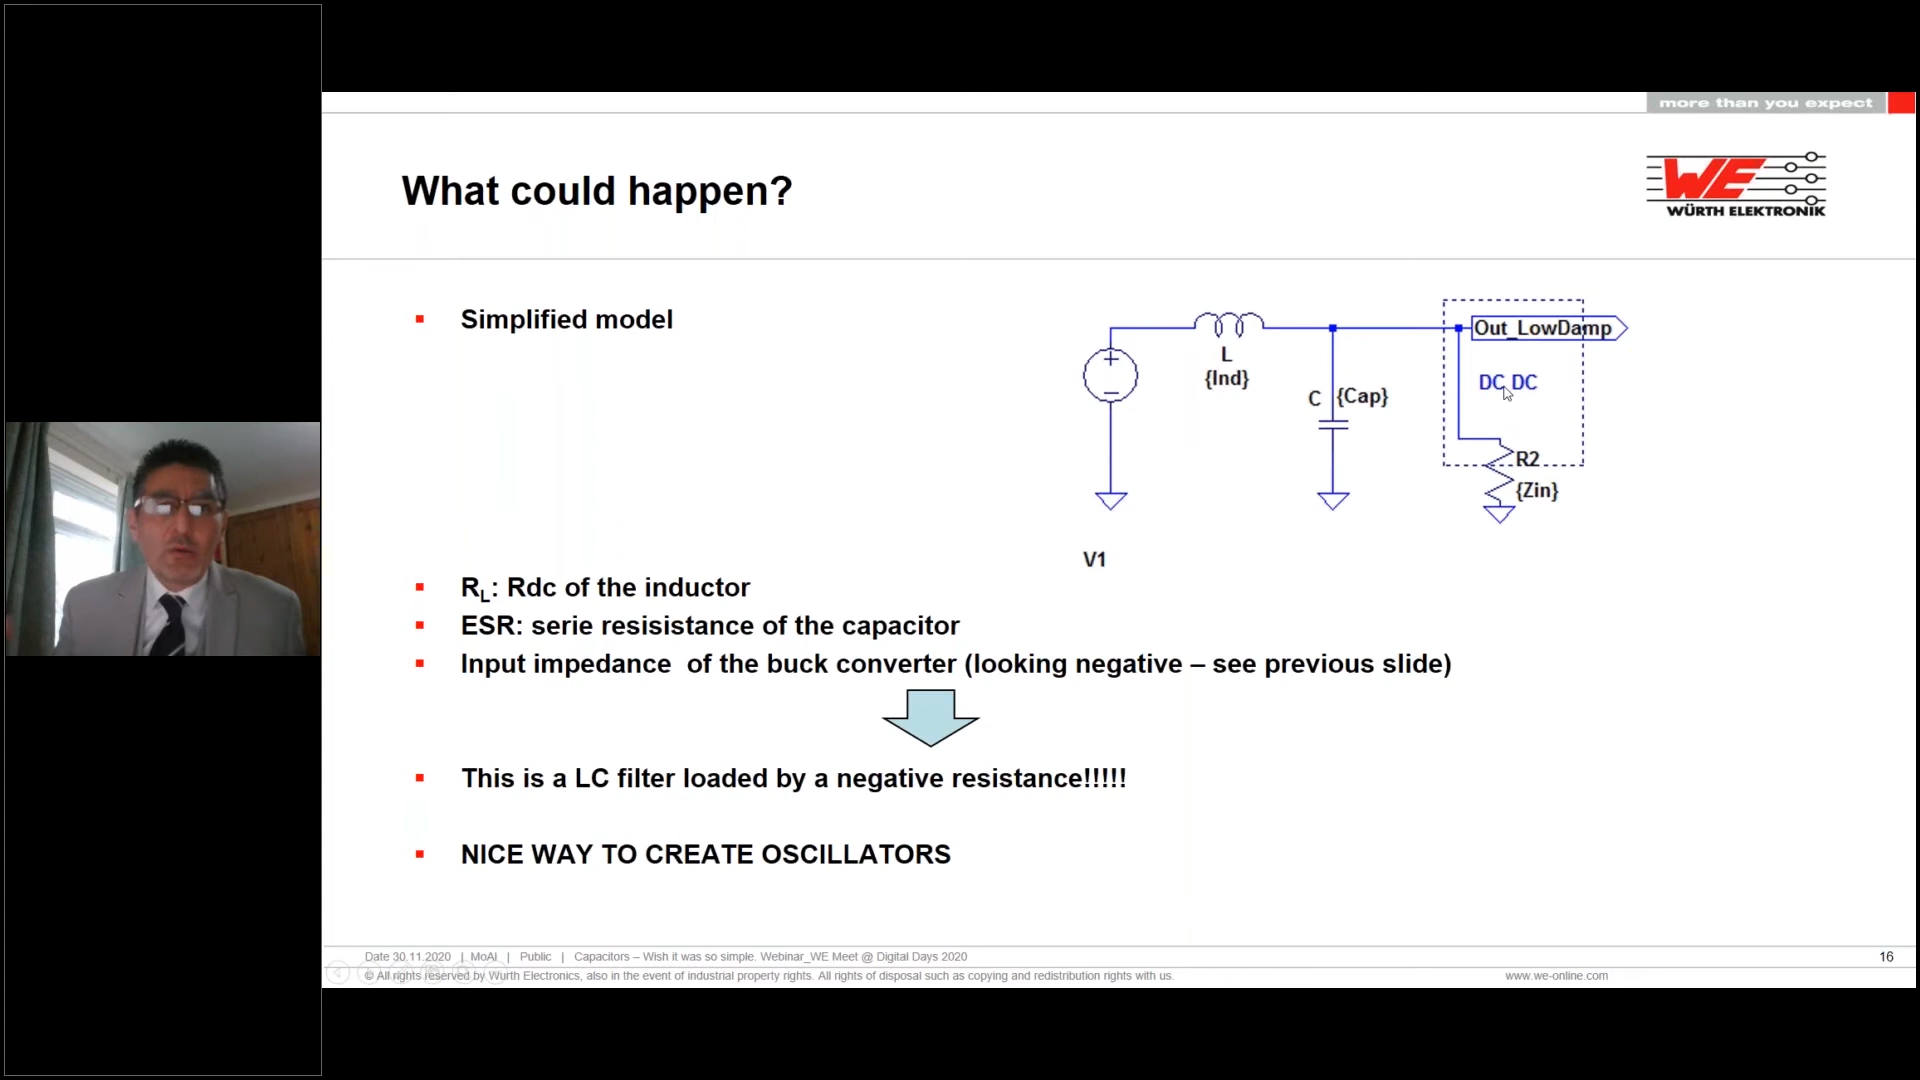 more than you expect
What could happen?
WE
WÜRTH ELEKTRONIK
Simplified model
Out_LowDamp
L
{Ind}
DC DC
C {Cap}
R2
{Zin}
V1
RL: Rdc of the inductor
ESR: serie resisistance of the capacitor
Input impedance of the buck converter (looking negative – see previous slide)
This is a LC filter loaded by a negative resistance!!!!!
NICE WAY TO CREATE OSCILLATORS
Date 30.11.2020 | MoAl | Public | Capacitors – Wish it was so simple. Webinar_WE Meet @ Digital Days 2020
16
© All rights reserved by Wurth Electronics, also in the event of industrial property rights. All rights of disposal such as copying and redistribution rights with us.
www.we-online.com